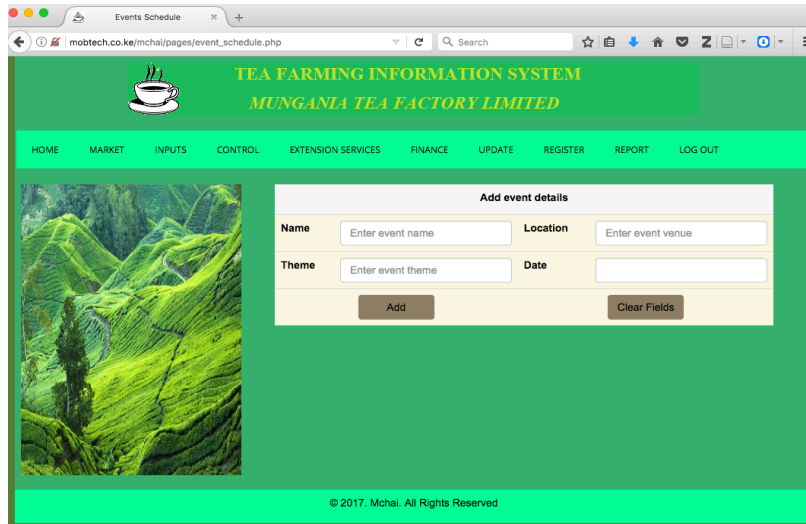 Events Schedule
mobtech.co.ke/mchai/pages/event_schedule.php
Search
TEA FARMING INFORMATION SYSTEM
MUNGANIA TEA FACTORY LIMITED
HOME MARKET INPUTS CONTROL EXTENSION SERVICES FINANCE UPDATE REGISTER REPORT LOG OUT
Add event details
Name Enter event name Location Enter event venue
Theme Enter event theme Date
Add Clear Fields
© 2017. Mchai. All Rights Reserved